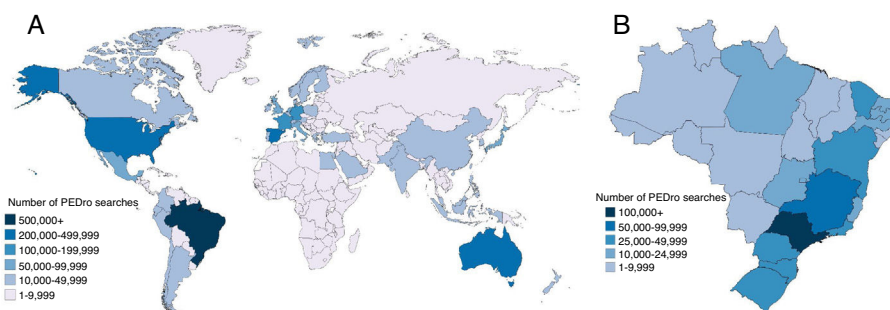 A
B
Number of PEDro searches
500,000+
200,000-499,999
100,000-199,999
50,000-99,999
10,000-49,999
1-9,999
Number of PEDro searches
100,000+
50,000-99,999
25,000-49,999
10,000-24,999
1-9,999